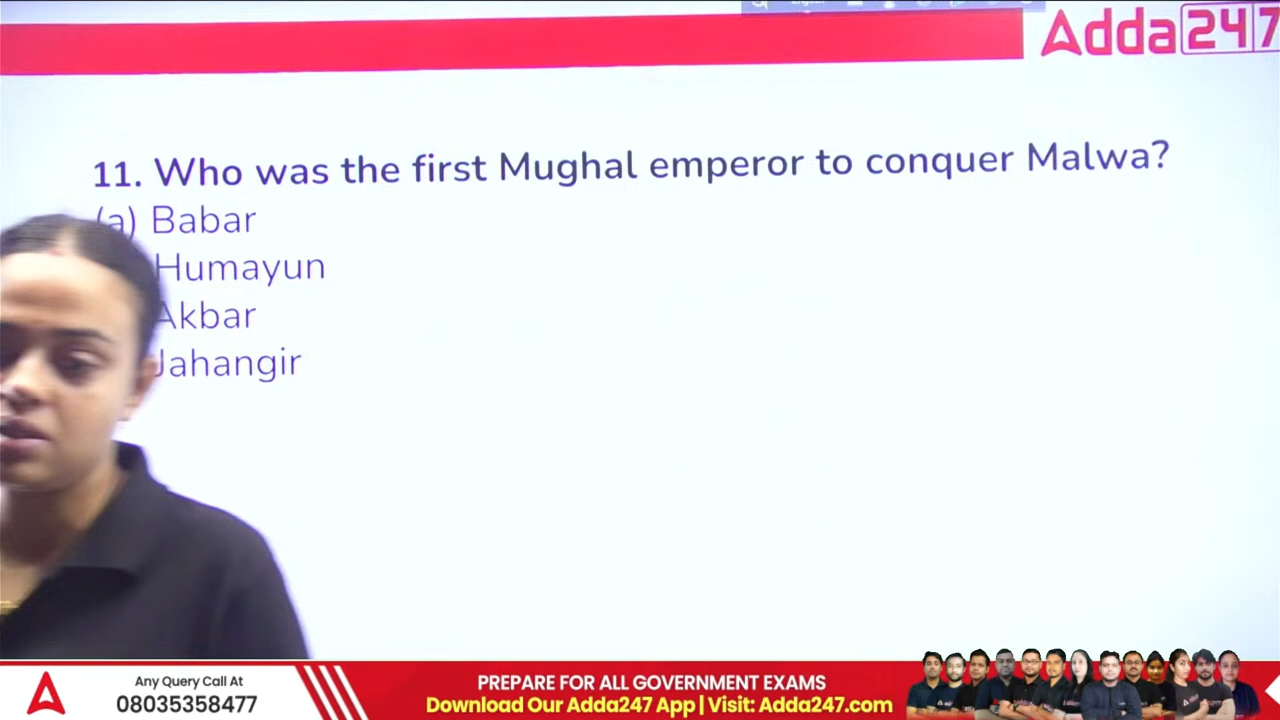 Adda247
11. Who was the first Mughal emperor to conquer Malwa?
(a) Babar
Humayun
Akbar
Jahangir
Any Query Call At
08035358477
PREPARE FOR ALL GOVERNMENT EXAMS
Download Our Adda247 App | Visit: Adda247.com